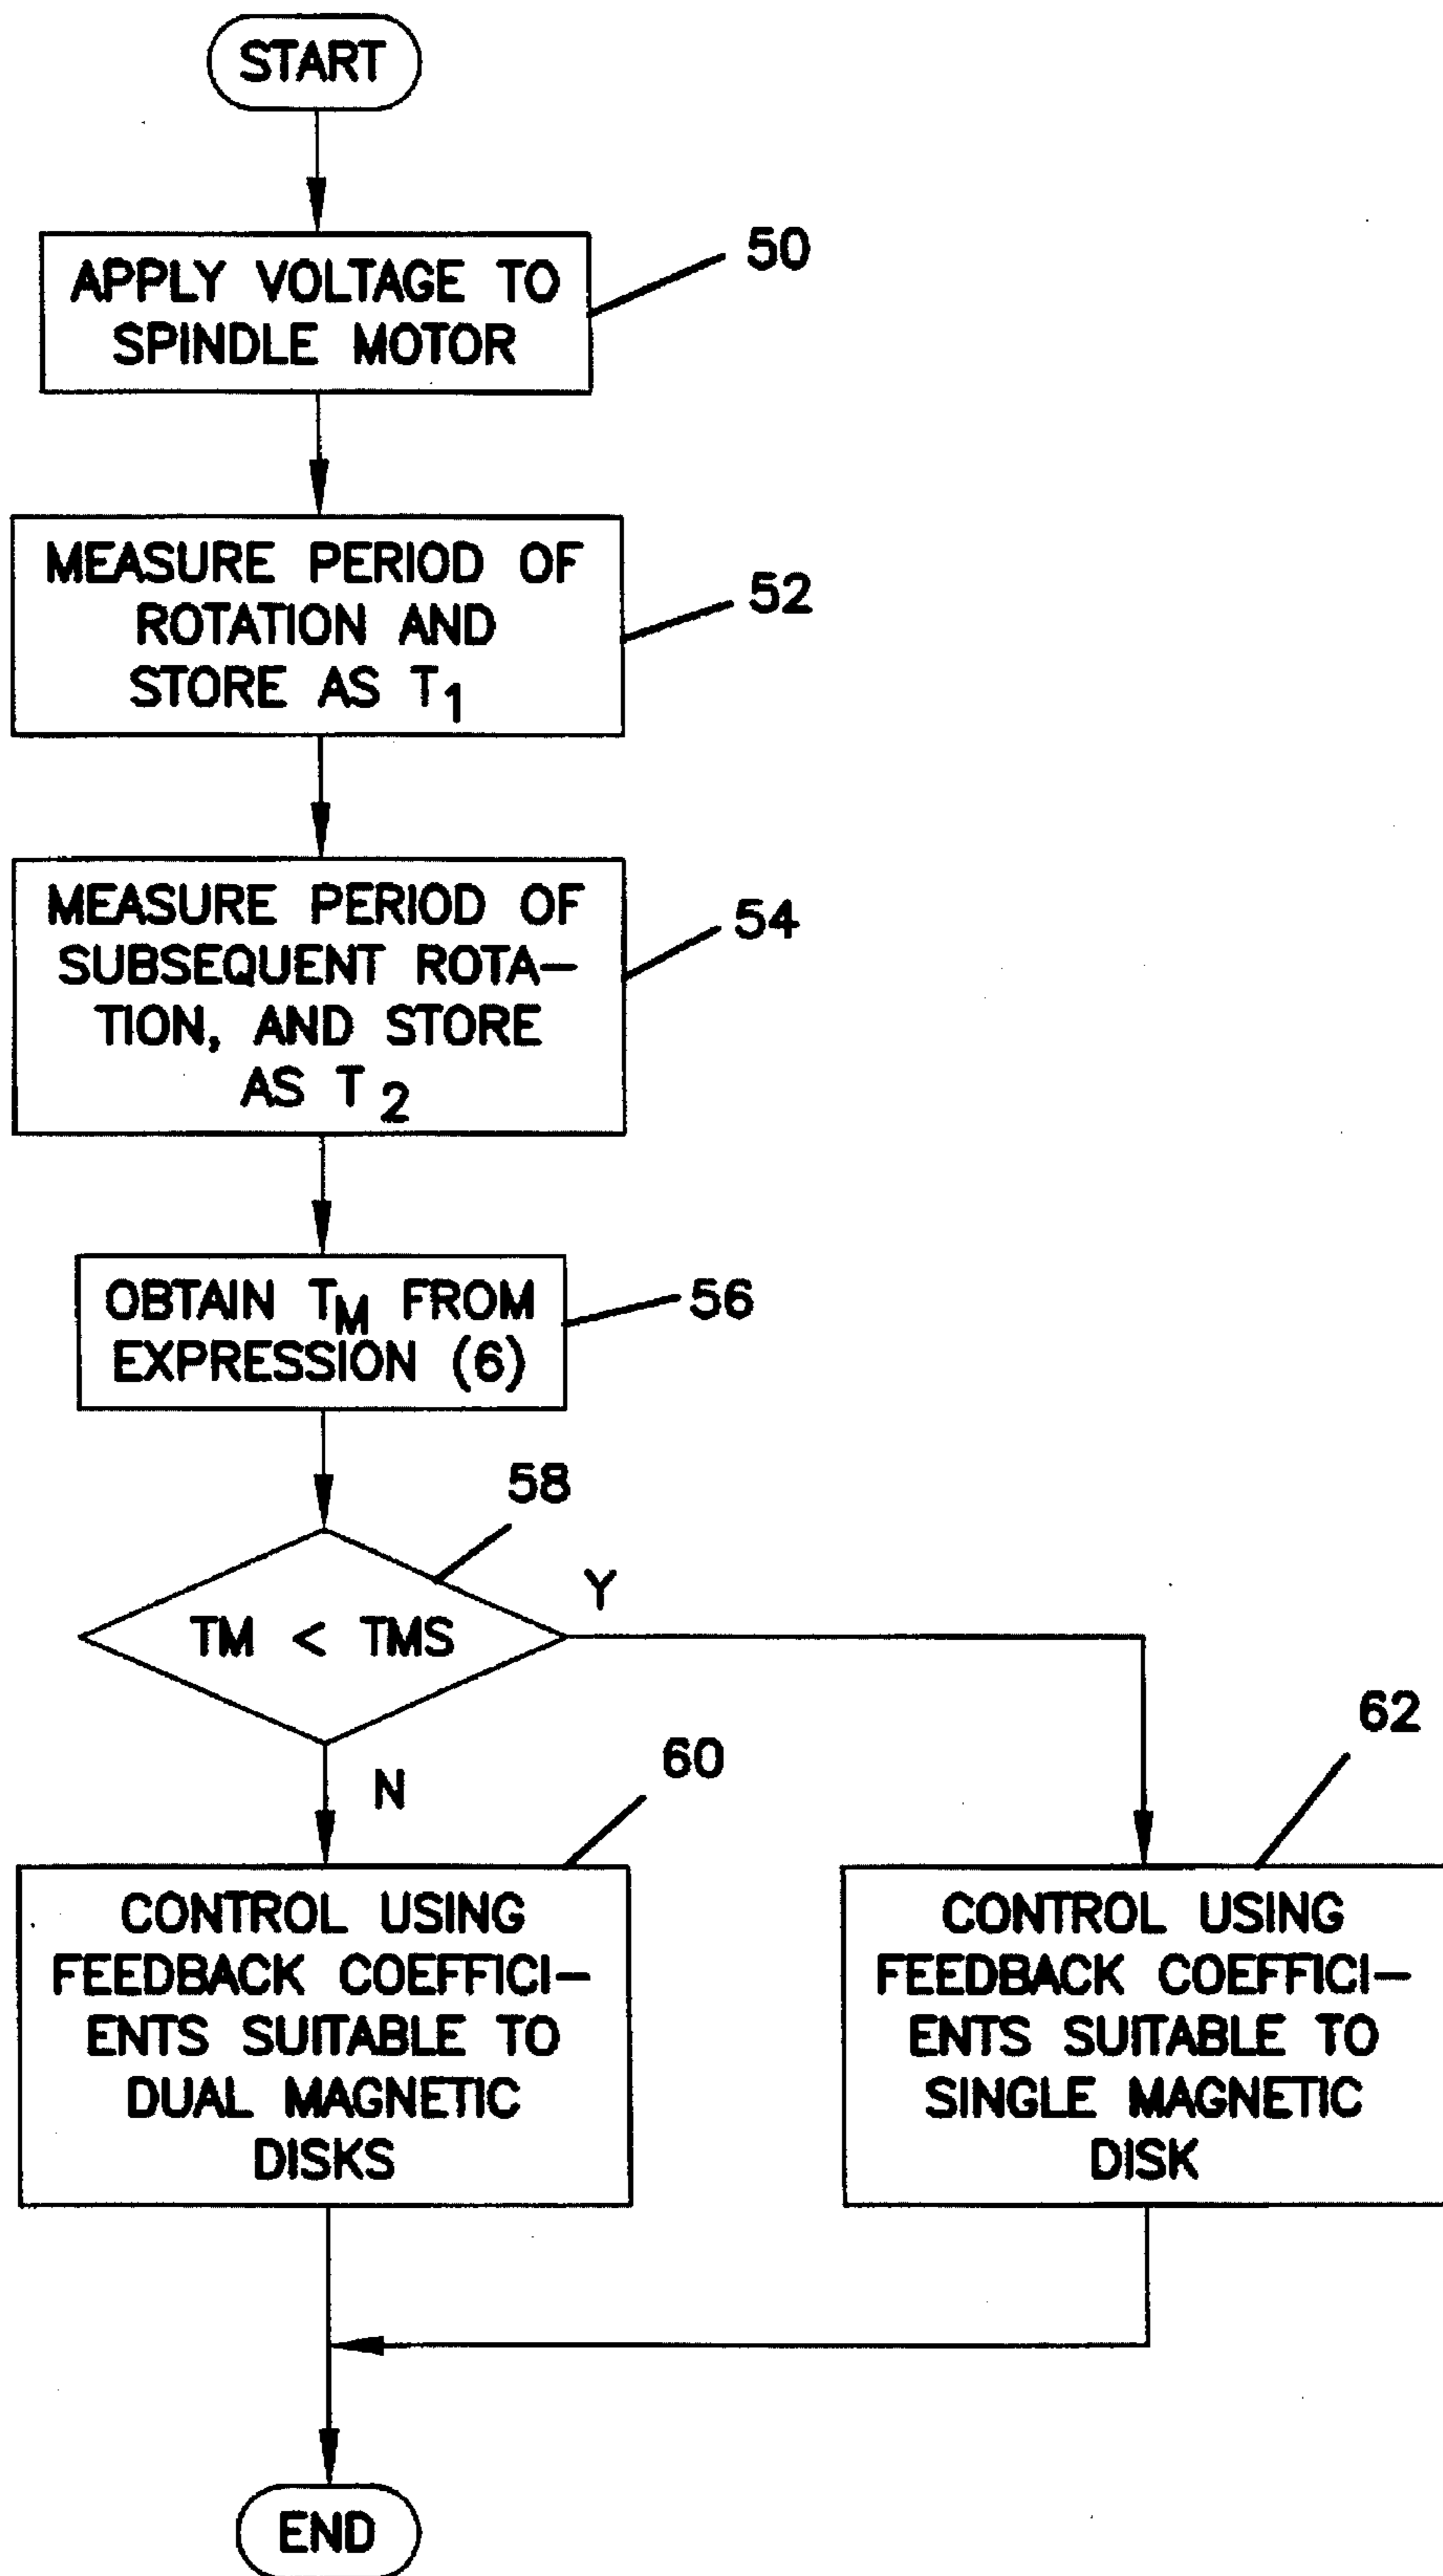 START
APPLY VOLTAGE TO
SPINDLE MOTOR
50
MEASURE PERIOD OF
ROTATION AND
STORE AS T1
52
MEASURE PERIOD OF
SUBSEQUENT ROTA-
TION, AND STORE
AS T2
54
OBTAIN TM FROM
EXPRESSION (6)
56
58
TM < TMS
Y
N
60
CONTROL USING
FEEDBACK COEFFICI-
ENTS SUITABLE TO
DUAL MAGNETIC
DISKS
62
CONTROL USING
FEEDBACK COEFFICI-
ENTS SUITABLE TO
SINGLE MAGNETIC
DISK
END